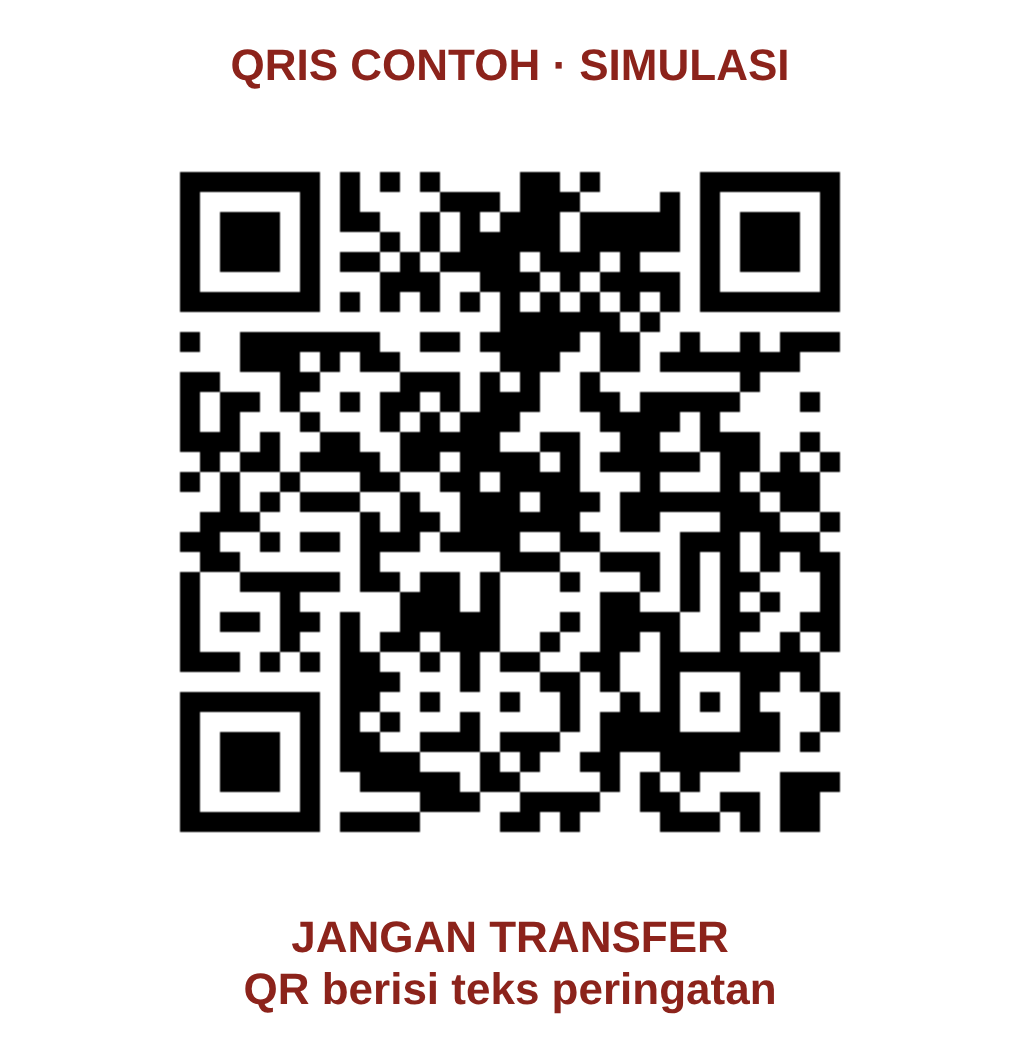 QRIS CONTOH · SIMULASI
JANGAN TRANSFER
QR berisi teks peringatan